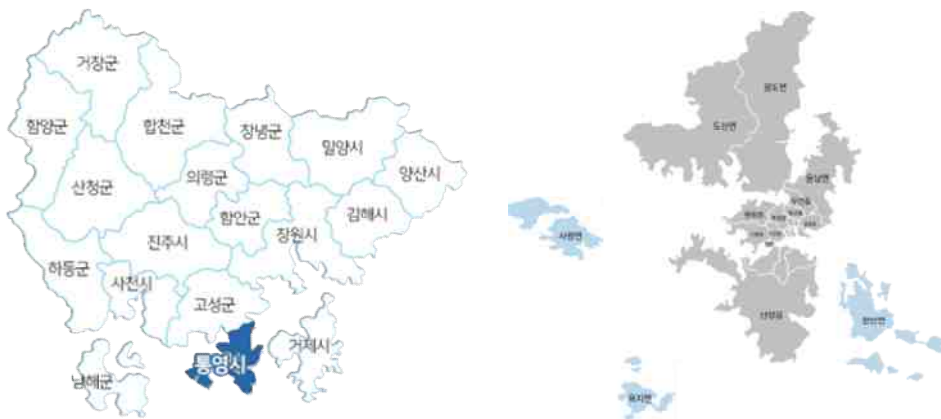 거창군
함양군
합천군
창녕군
밀양시
양산시
산청군
의령군
함안군
김해시
창원시
진주시
하동군
사천시
고성군
통영시
거제시
남해군
광도면
도산면
용남면
사량면
산양읍
한산면
욕지면